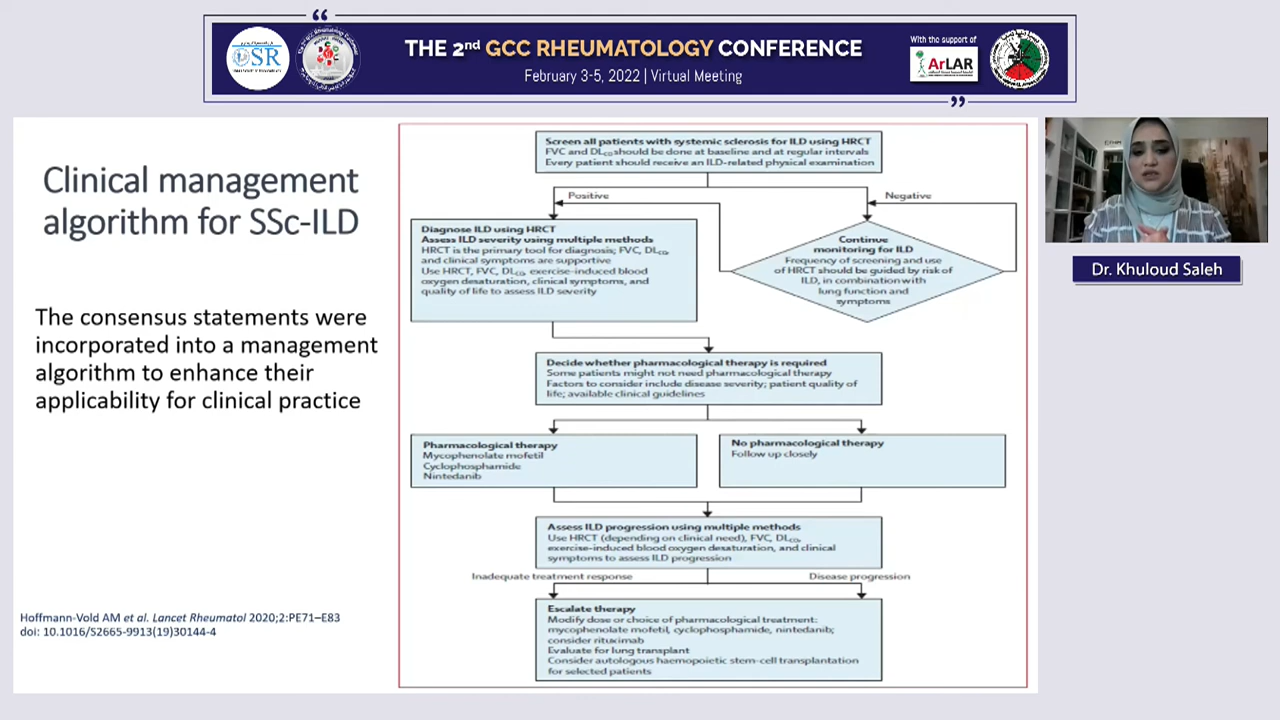 THE 2nd GCC RHEUMATOLOGY CONFERENCE
February 3-5, 2022 | Virtual Meeting
OSR
With the support of
ArLAR
Dr. Khuloud Saleh
Clinical management
algorithm for SSc-ILD
The consensus statements were
incorporated into a management
algorithm to enhance their
applicability for clinical practice
Hoffmann-Vold AM et al. Lancet Rheumatol 2020;2:PE71–E83
doi: 10.1016/S2665-9913(19)30144-4
Screen all patients with systemic sclerosis for ILD using HRCT
FVC and DLCO should be done at baseline and at regular intervals
Every patient should receive an ILD-related physical examination
Positive
Negative
Diagnose ILD using HRCT
Assess ILD severity using multiple methods
HRCT is the primary tool for diagnosis; FVC, DLCO,
and clinical symptoms are supportive
Use HRCT, FVC, DLCO, exercise-induced blood
oxygen desaturation, clinical symptoms, and
quality of life to assess ILD severity
Continue
monitoring for ILD
Frequency of screening and use
of HRCT should be guided by risk of
ILD, in combination with
lung function and
symptoms
Decide whether pharmacological therapy is required
Some patients might not need pharmacological therapy
Factors to consider include disease severity; patient quality of
life; available clinical guidelines
Pharmacological therapy
Mycophenolate mofetil
Cyclophosphamide
Nintedanib
No pharmacological therapy
Follow up closely
Assess ILD progression using multiple methods
Use HRCT (depending on clinical need), FVC, DLCO,
exercise-induced blood oxygen desaturation, and clinical
symptoms to assess ILD progression
Inadequate treatment response
Disease progression
Escalate therapy
Modify dose or choice of pharmacological treatment:
mycophenolate mofetil, cyclophosphamide, nintedanib;
consider rituximab
Evaluate for lung transplant
Consider autologous haemopoietic stem-cell transplantation
for selected patients